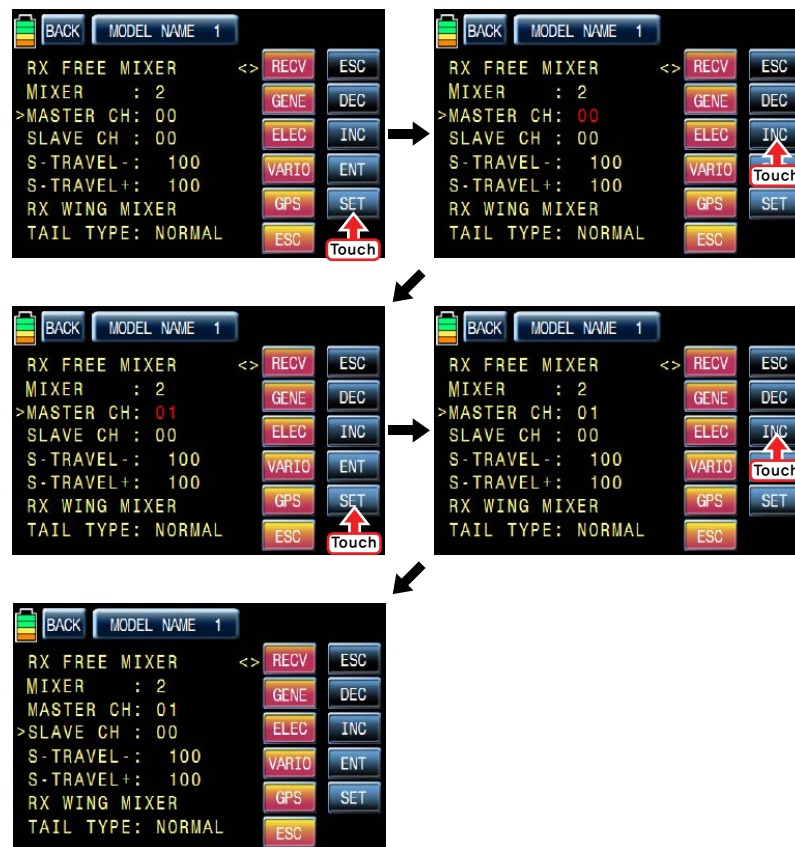 BACK MODEL NAME 1
RX FREE MIXER <> RECV ESC
MIXER : 2 GENE DEC
>MASTER CH: 00 ELEC INC
SLAVE CH : 00
S-TRAVEL-: 100 VARIO ENT
S-TRAVEL+: 100
RX WING MIXER GPS SET
TAIL TYPE: NORMAL ESC
Touch
BACK MODEL NAME 1
RX FREE MIXER <> RECV ESC
MIXER : 2 GENE DEC
>MASTER CH: 00 ELEC INC
SLAVE CH : 00
S-TRAVEL-: 100 VARIO Touch
S-TRAVEL+: 100
RX WING MIXER GPS SET
TAIL TYPE: NORMAL ESC
BACK MODEL NAME 1
RX FREE MIXER <> RECV ESC
MIXER : 2 GENE DEC
>MASTER CH: 01 ELEC INC
SLAVE CH : 00
S-TRAVEL-: 100 VARIO ENT
S-TRAVEL+: 100
RX WING MIXER GPS SET
TAIL TYPE: NORMAL ESC
Touch
BACK MODEL NAME 1
RX FREE MIXER <> RECV ESC
MIXER : 2 GENE DEC
>MASTER CH: 01 ELEC INC
SLAVE CH : 00
S-TRAVEL-: 100 VARIO Touch
S-TRAVEL+: 100
RX WING MIXER GPS SET
TAIL TYPE: NORMAL ESC
BACK MODEL NAME 1
RX FREE MIXER <> RECV ESC
MIXER : 2 GENE DEC
MASTER CH: 01
>SLAVE CH : 00 ELEC INC
S-TRAVEL-: 100 VARIO ENT
S-TRAVEL+: 100
RX WING MIXER GPS SET
TAIL TYPE: NORMAL ESC